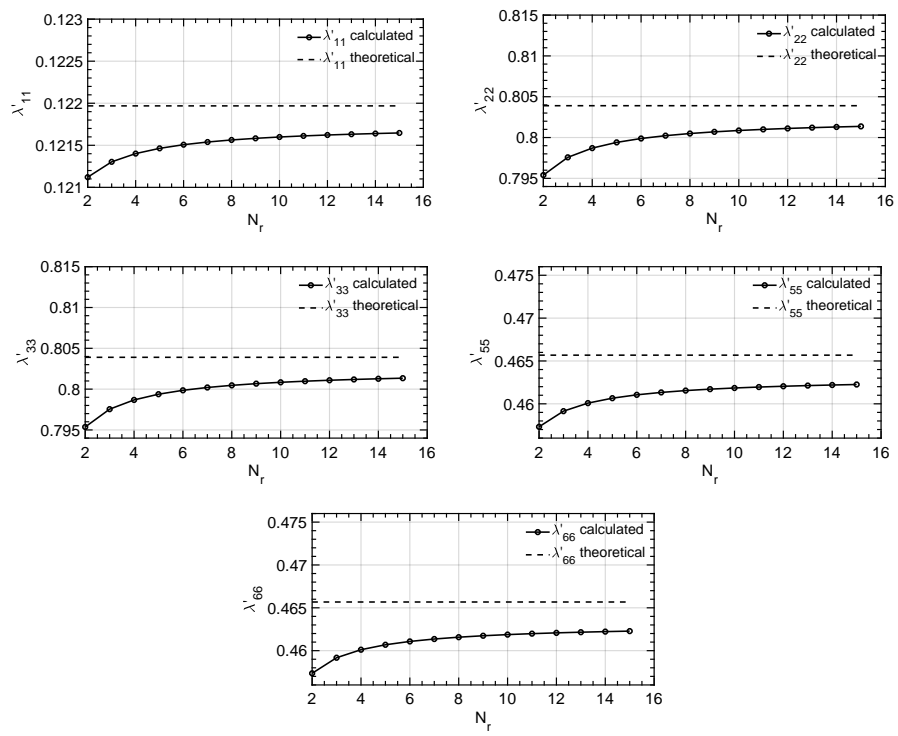 0.123
0.1225
0.122
0.1215
0.121
λ'11
λ'11 calculated
λ'11 theoretical
2 4 6 8 10 12 14 16
Nr
0.815
0.81
0.805
0.8
0.795
λ'22
λ'22 calculated
λ'22 theoretical
2 4 6 8 10 12 14 16
Nr
0.815
0.81
0.805
0.8
0.795
λ'33
λ'33 calculated
λ'33 theoretical
2 4 6 8 10 12 14 16
Nr
0.475
0.47
0.465
0.46
λ'55
λ'55 calculated
λ'55 theoretical
2 4 6 8 10 12 14 16
Nr
0.475
0.47
0.465
0.46
λ'66
λ'66 calculated
λ'66 theoretical
2 4 6 8 10 12 14 16
Nr